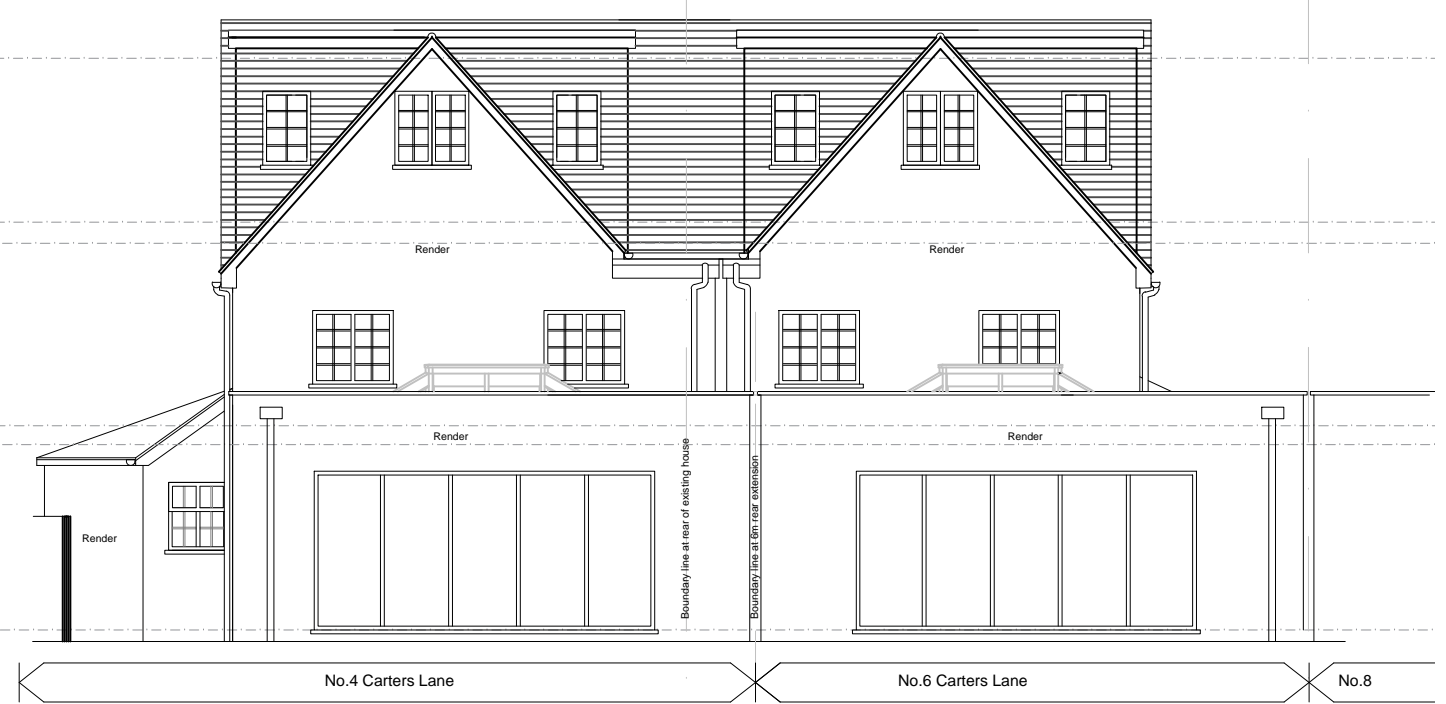 Render
Render
Render
Render
Render
Boundary line at rear of existing house
Boundary line at 6m rear extension
No.4 Carters Lane
No.6 Carters Lane
No.8